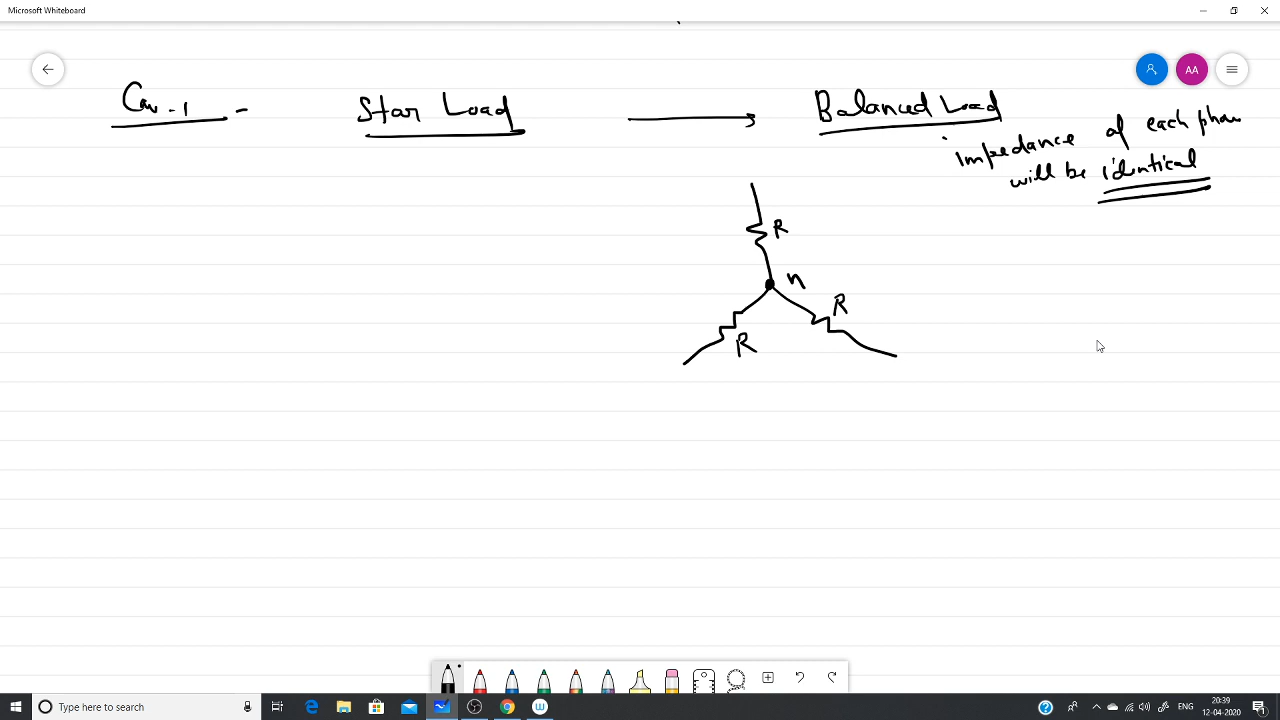 Microsoft Whiteboard
AA
Case-1 -
Star Load
Balanced Load
impedance of each phase
will be identical
R
n
R
R
Type here to search
ENG
20:39
12-04-2020